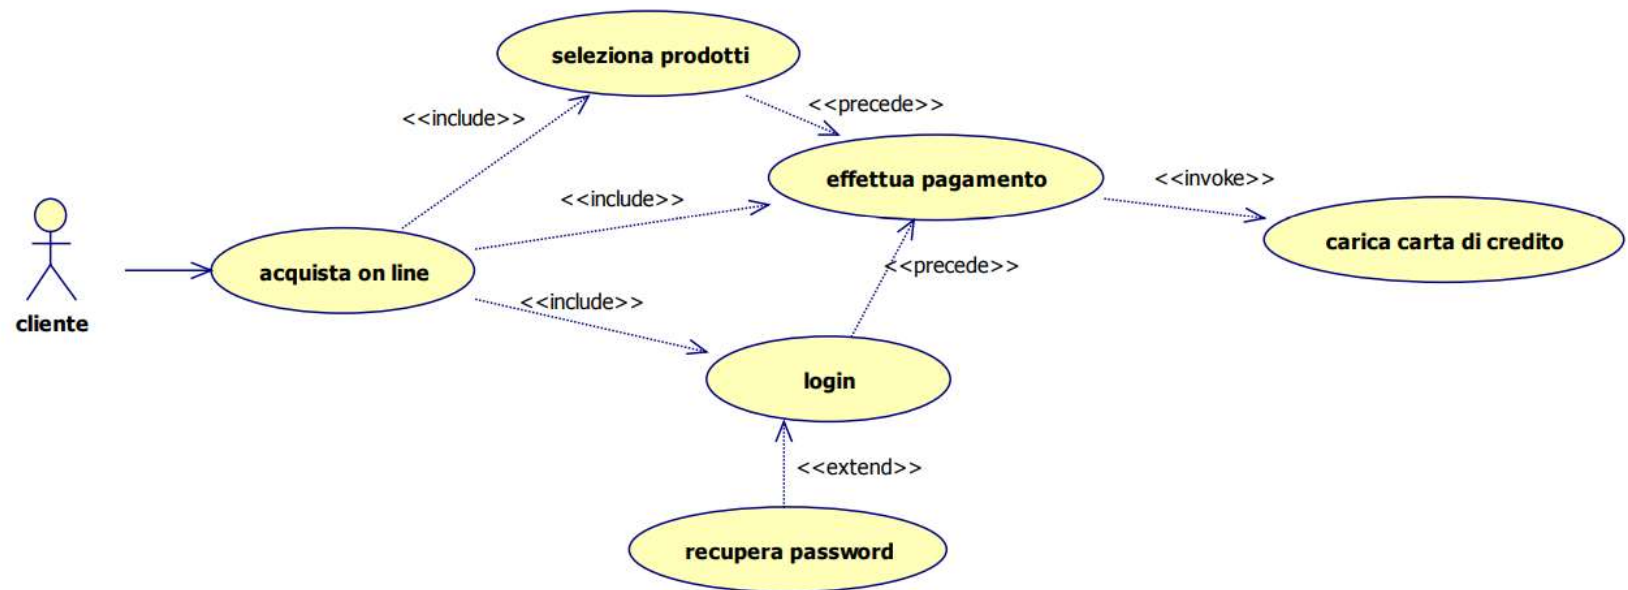 seleziona prodotti
<<include>>
<<precede>>
effettua pagamento
<<include>>
<<invoke>>
carica carta di credito
acquista on line
<<precede>>
<<include>>
cliente
login
<<extend>>
recupera password